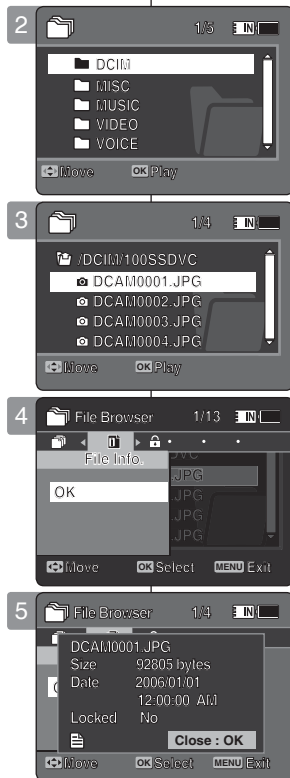 2
1/5 IN
DCIM
MISC
MUSIC
VIDEO
VOICE
Move OK Play
3
1/4 IN
/DCIM/100SSDVC
DCAM0001.JPG
DCAM0002.JPG
DCAM0003.JPG
DCAM0004.JPG
Move OK Play
4
File Browser 1/13 IN
File Info.
OK
Move OK Select MENU Exit
5
File Browser 1/4 IN
DCAM0001.JPG
Size 92805 bytes
Date 2006/01/01
12:00:00 AM
Locked No
Close : OK
Move OK Select MENU Exit